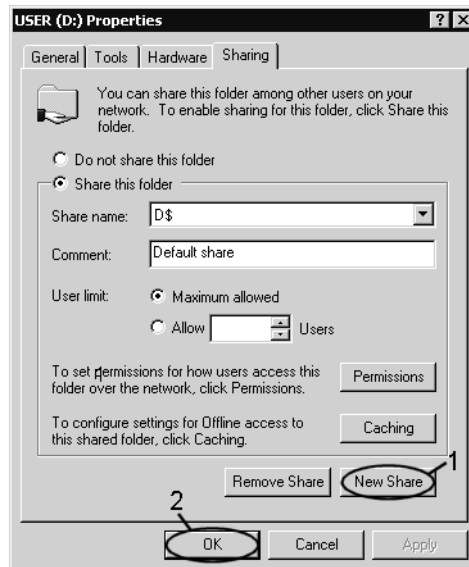 USER (D:) Properties
General Tools Hardware Sharing
You can share this folder among other users on your
network. To enable sharing for this folder, click Share this
folder.
Do not share this folder
Share this folder
Share name: D$
Comment: Default share
User limit: Maximum allowed
Allow Users
To set permissions for how users access this
folder over the network, click Permissions.
Permissions
To configure settings for Offline access to
this shared folder, click Caching.
Caching
1
Remove Share New Share
2
OK Cancel Apply